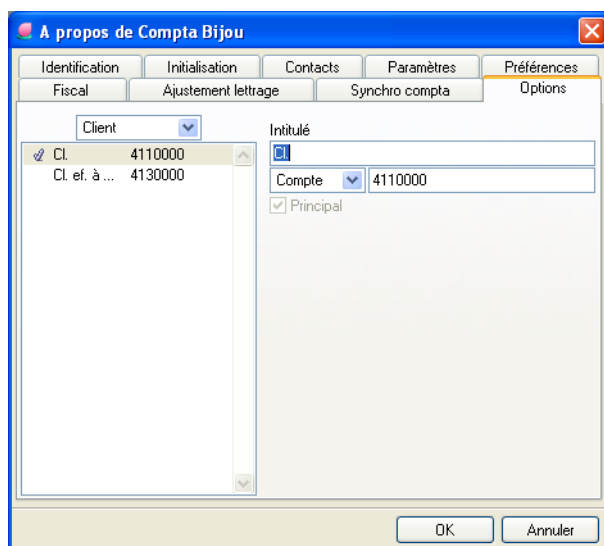 A propos de Compta Bijou
Identification Initialisation Contacts Paramètres Préférences
Fiscal Ajustement lettrage Synchro compta Options
Client
Intitulé
Cl. 4110000
Cl.
Cl. ef. à ... 4130000
Compte 4110000
Principal
OK Annuler